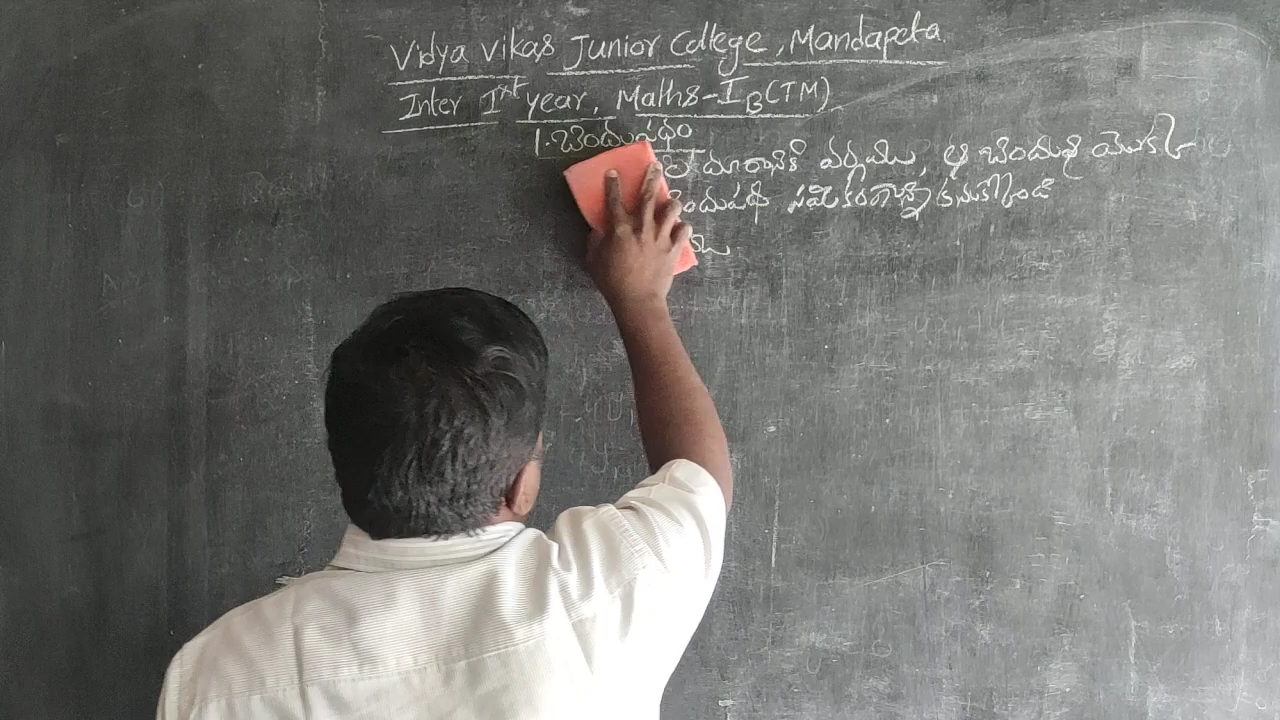 Vidya Vikas Junior College, Mandapeta.
Inter Ist year, Maths-IB(TM)
1. బిందుపథం
దూరానికి వర్గము, ఆ బిందువు యొక్క
బిందుపథ సమీకరణాన్ని కనుక్కోండి